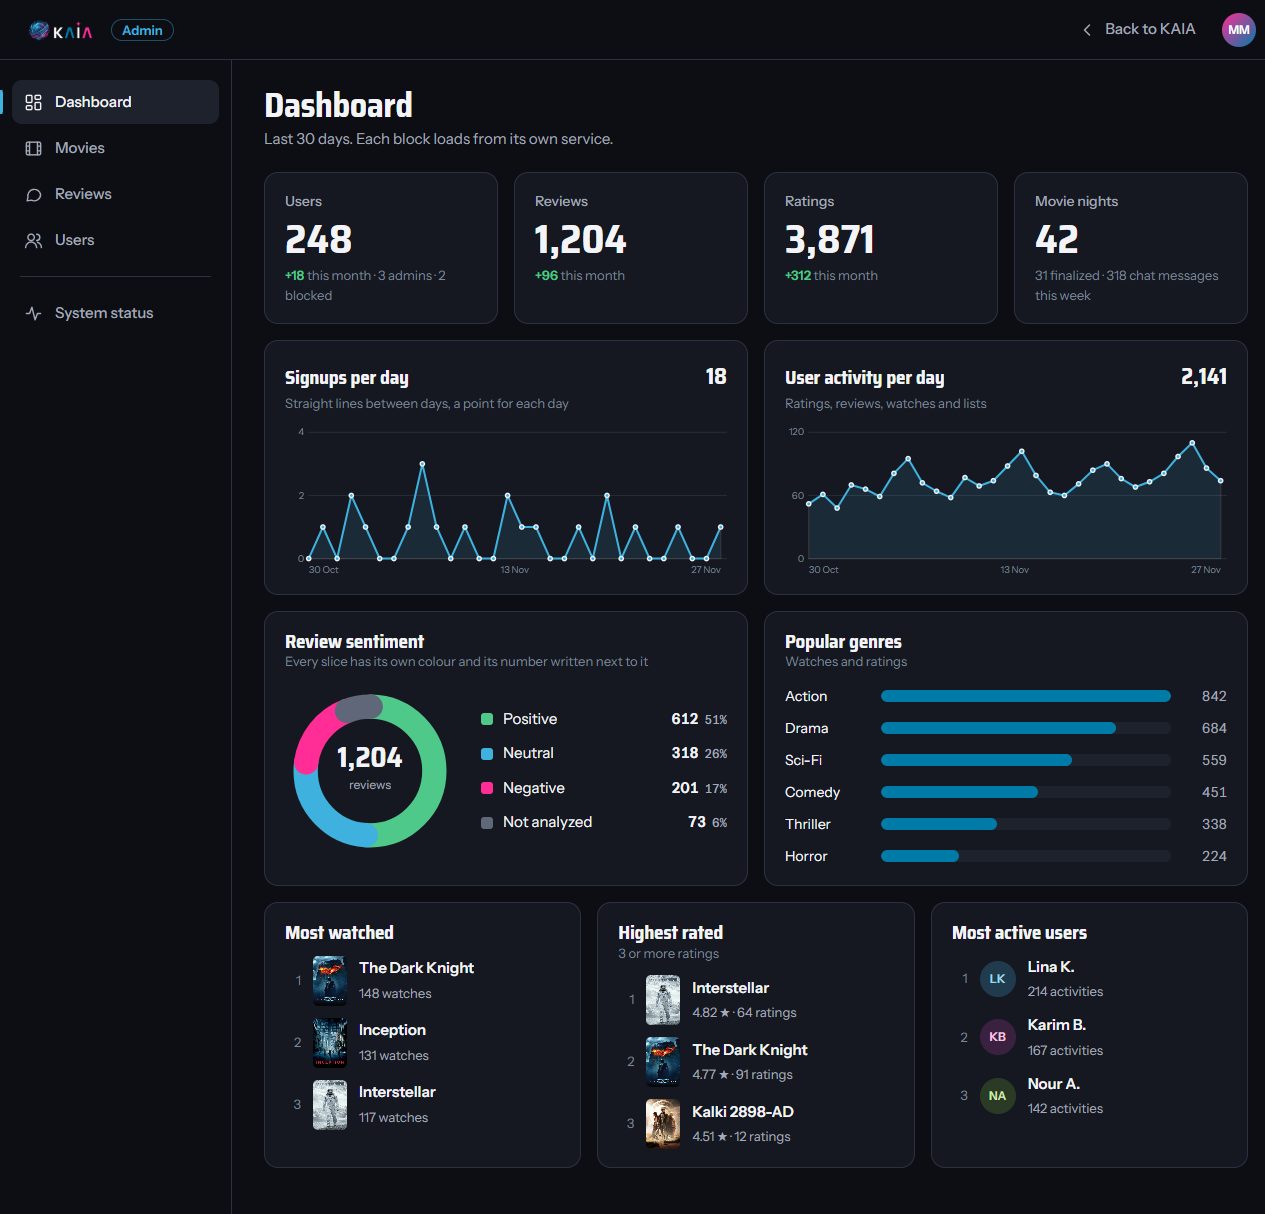 KAIA
Admin
Back to KAIA
MM
Dashboard
Movies
Reviews
Users
System status
Dashboard
Last 30 days. Each block loads from its own service.
Users
248
+18 this month · 3 admins · 2
blocked
Reviews
1,204
+96 this month
Ratings
3,871
+312 this month
Movie nights
42
31 finalized · 318 chat messages
this week
Signups per day
18
Straight lines between days, a point for each day
4
2
0
30 Oct
13 Nov
27 Nov
User activity per day
2,141
Ratings, reviews, watches and lists
120
60
0
30 Oct
13 Nov
27 Nov
Review sentiment
Every slice has its own colour and its number written next to it
1,204
reviews
Positive 612 51%
Neutral 318 26%
Negative 201 17%
Not analyzed 73 6%
Popular genres
Watches and ratings
Action 842
Drama 684
Sci-Fi 559
Comedy 451
Thriller 338
Horror 224
Most watched
1
The Dark Knight
148 watches
2
INCEPTION
Inception
131 watches
3
Interstellar
117 watches
Highest rated
3 or more ratings
1
Interstellar
4.82 ★ · 64 ratings
2
The Dark Knight
4.77 ★ · 91 ratings
3
Kalki 2898-AD
4.51 ★ · 12 ratings
Most active users
1
LK
Lina K.
214 activities
2
KB
Karim B.
167 activities
3
NA
Nour A.
142 activities